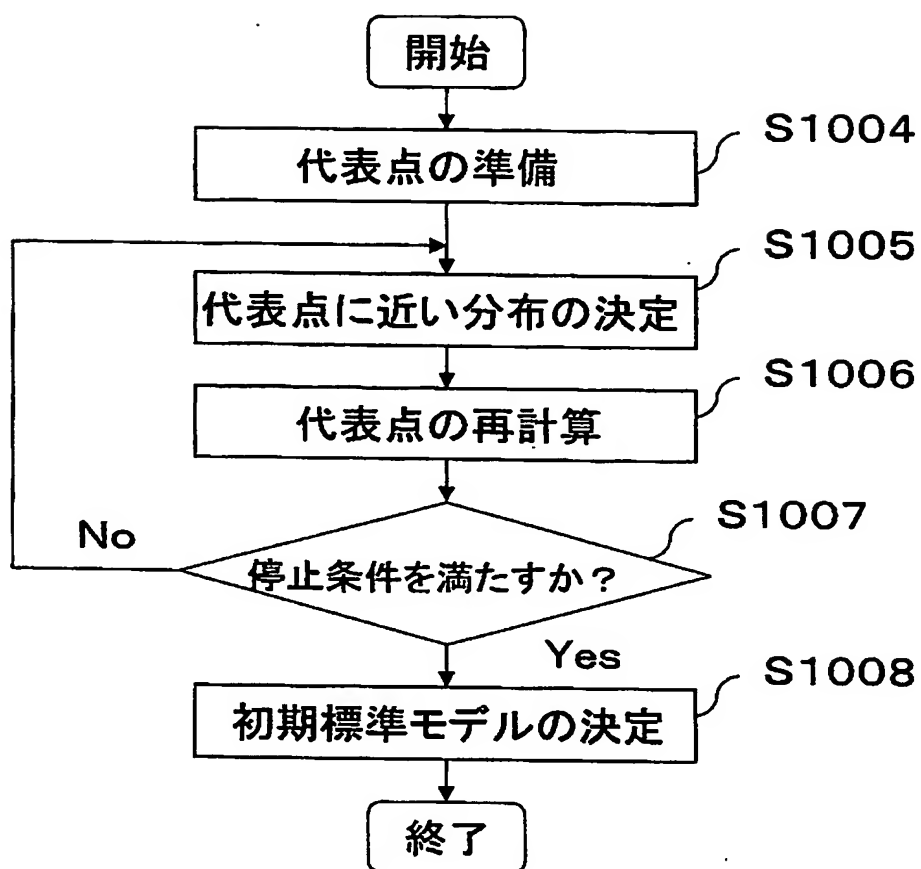 開始
S1004
代表点の準備
S1005
代表点に近い分布の決定
S1006
代表点の再計算
S1007
No
停止条件を満たすか？
Yes
S1008
初期標準モデルの決定
終了